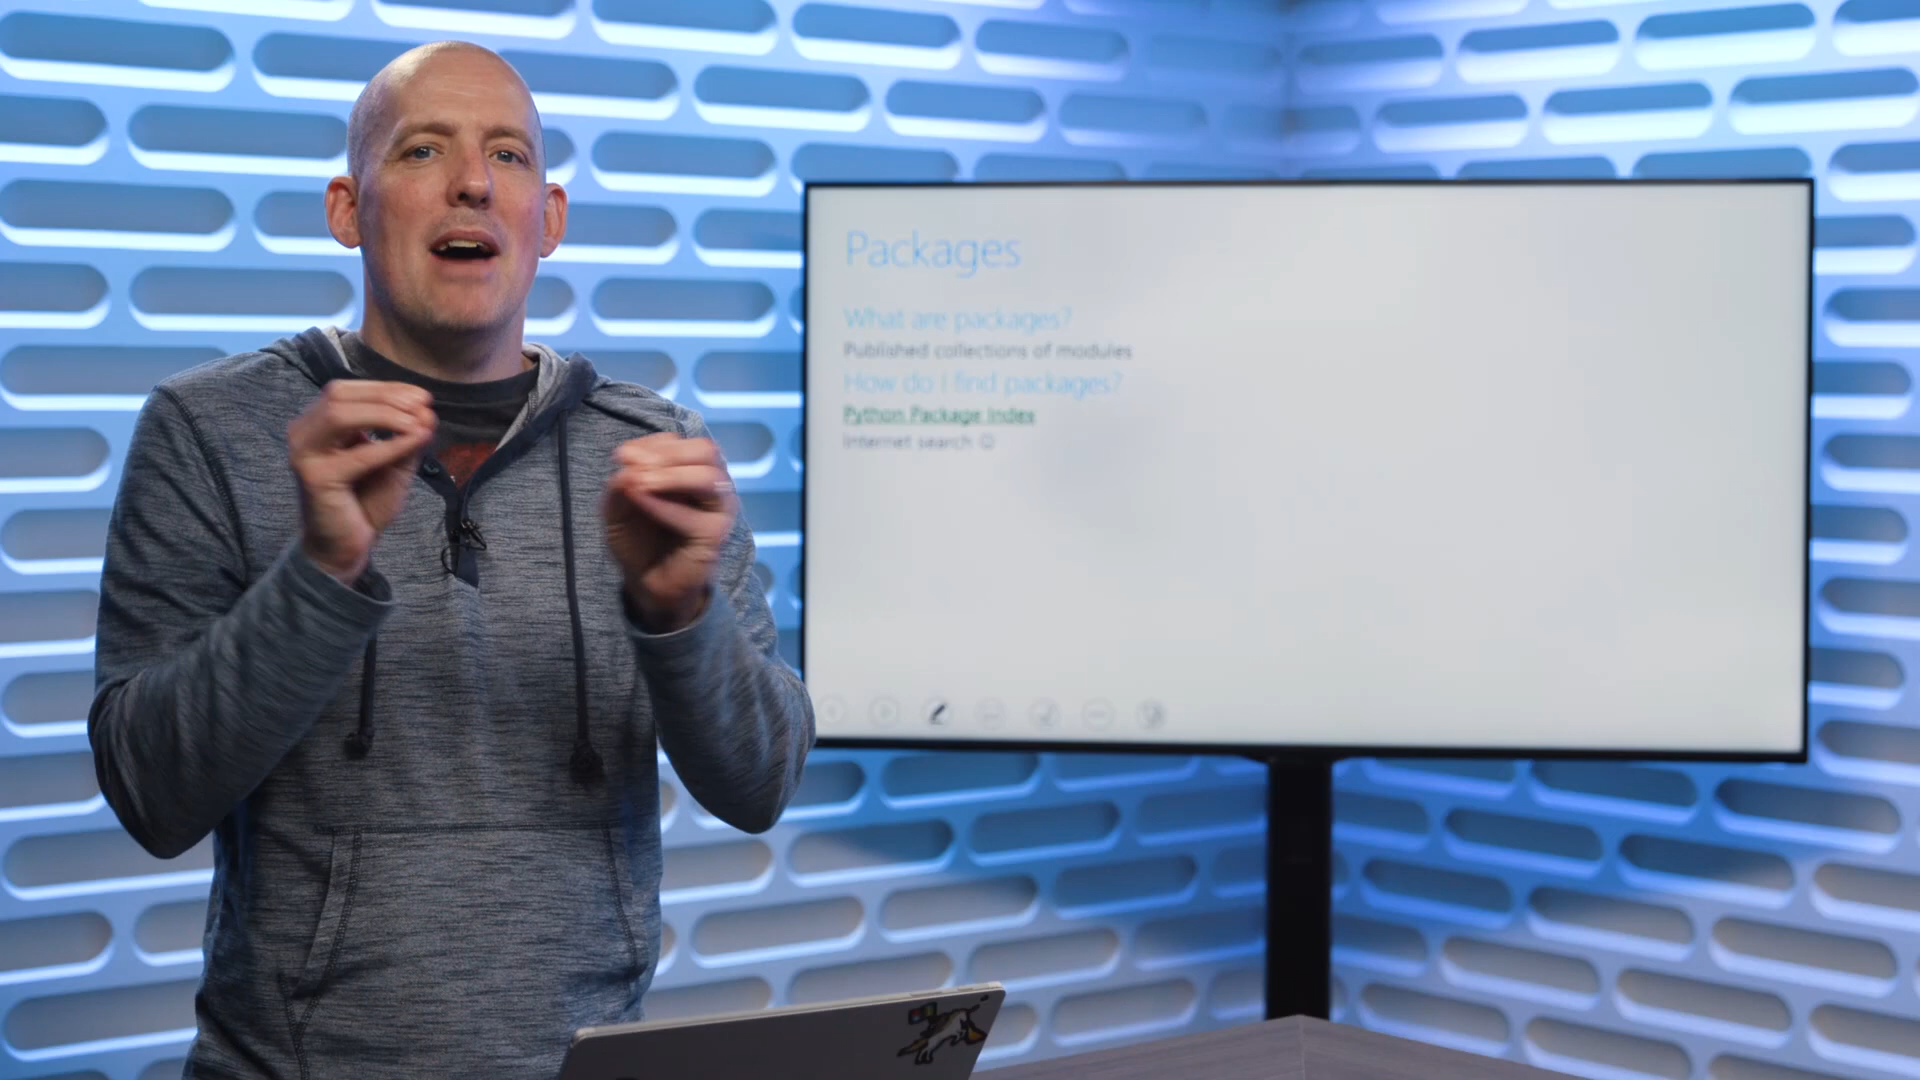 Packages
What are packages?
Published collections of modules
How do I find packages?
Python Package Index
Internet search ☺